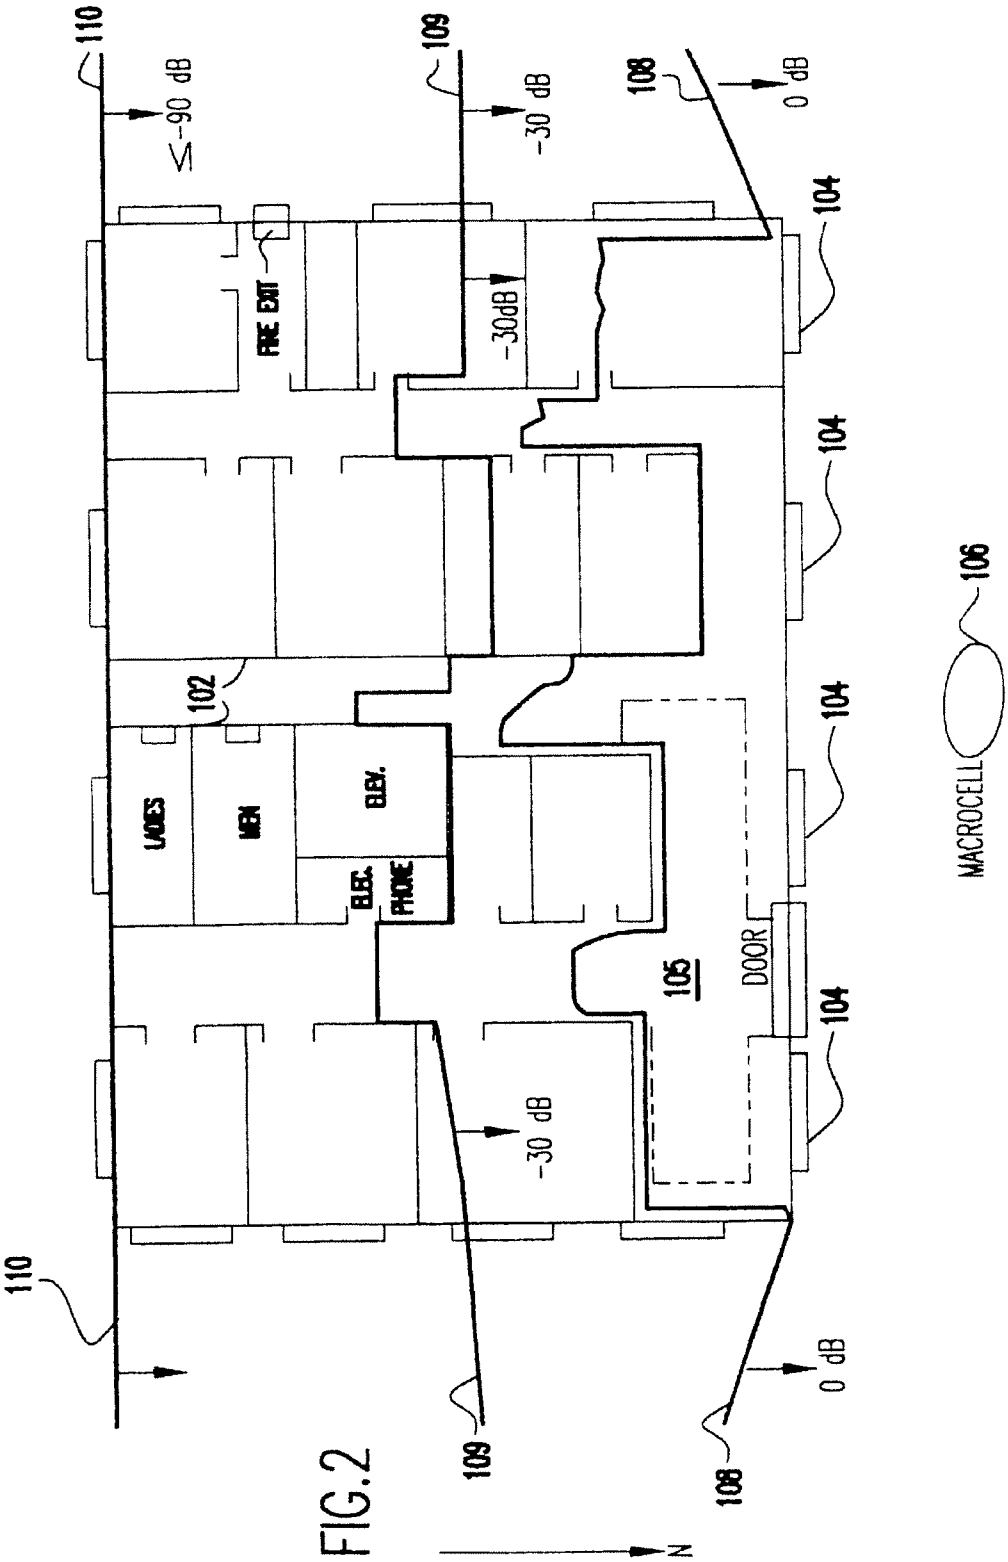 FIG.2
N
110
110
≤-90 dB
109
109
-30 dB
-30dB
-30 dB
108
108
0 dB
0 dB
102
LADIES
MEN
ELEV.
ELEC.
PHONE
FIRE EXIT
105
DOOR
104
104
104
104
MACROCELL
106